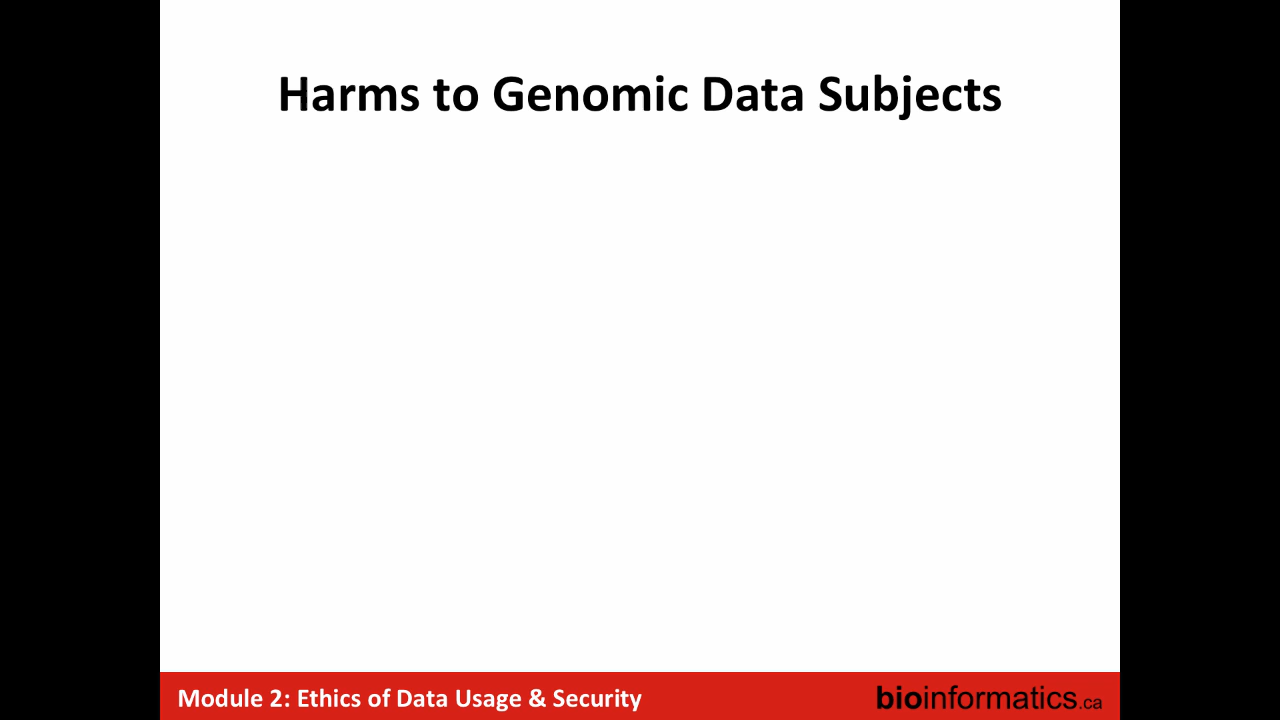 Harms to Genomic Data Subjects
Module 2: Ethics of Data Usage & Security
bioinformatics.ca